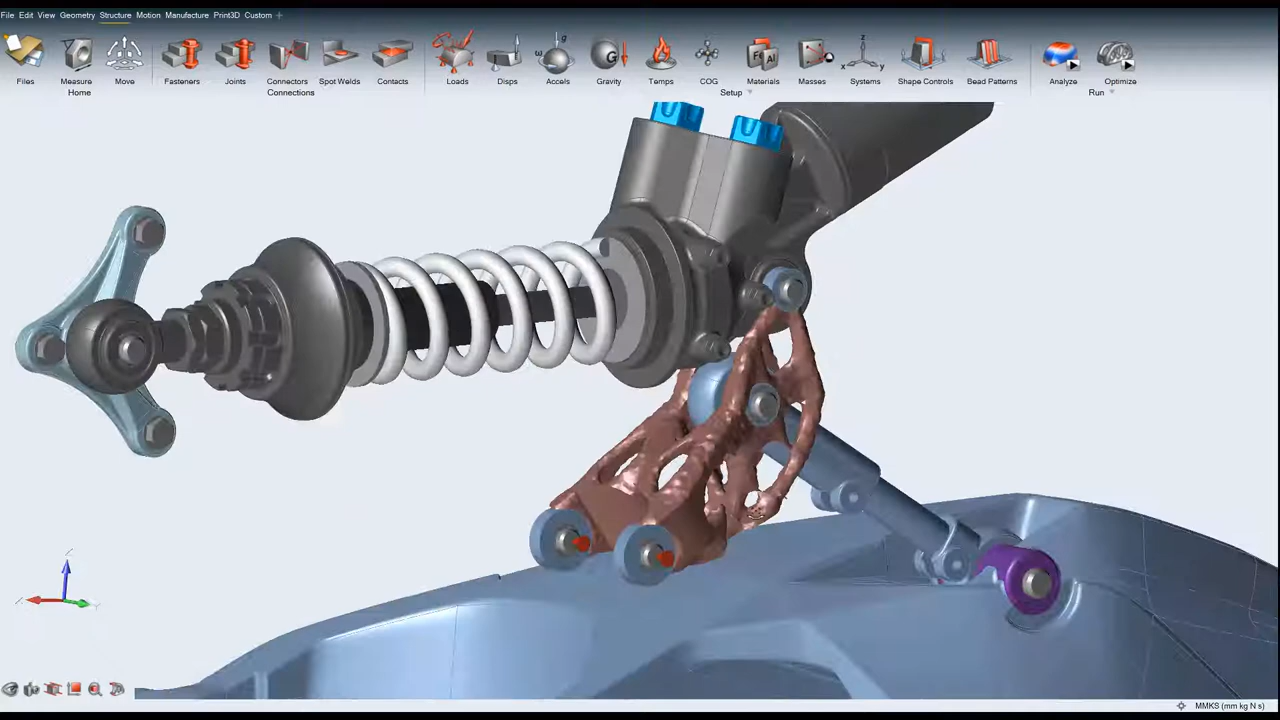 File Edit View Geometry Structure Motion Manufacture Print3D Custom +
Files Measure Move Fasteners Joints Connectors Spot Welds Contacts Loads Disps Accels Gravity Temps COG Materials Masses Systems Shape Controls Bead Patterns Analyze Optimize
Home Connections Setup Run
MMKS (mm kg N s)